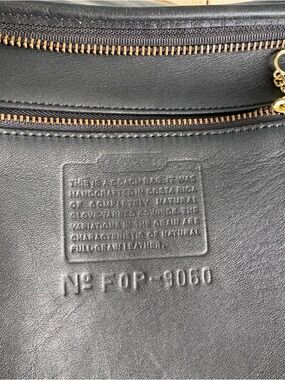 THIS IS A COACH BAG. IT WAS
HANDCRAFTED IN COSTA RICA
OF COMPLETELY NATURAL
GLOVETANNED COWHIDE. THE
VARIATIONS IN THE GRAIN ARE
CHARACTERISTIC OF NATURAL
FULL GRAIN LEATHER.
Nº FOP-9060